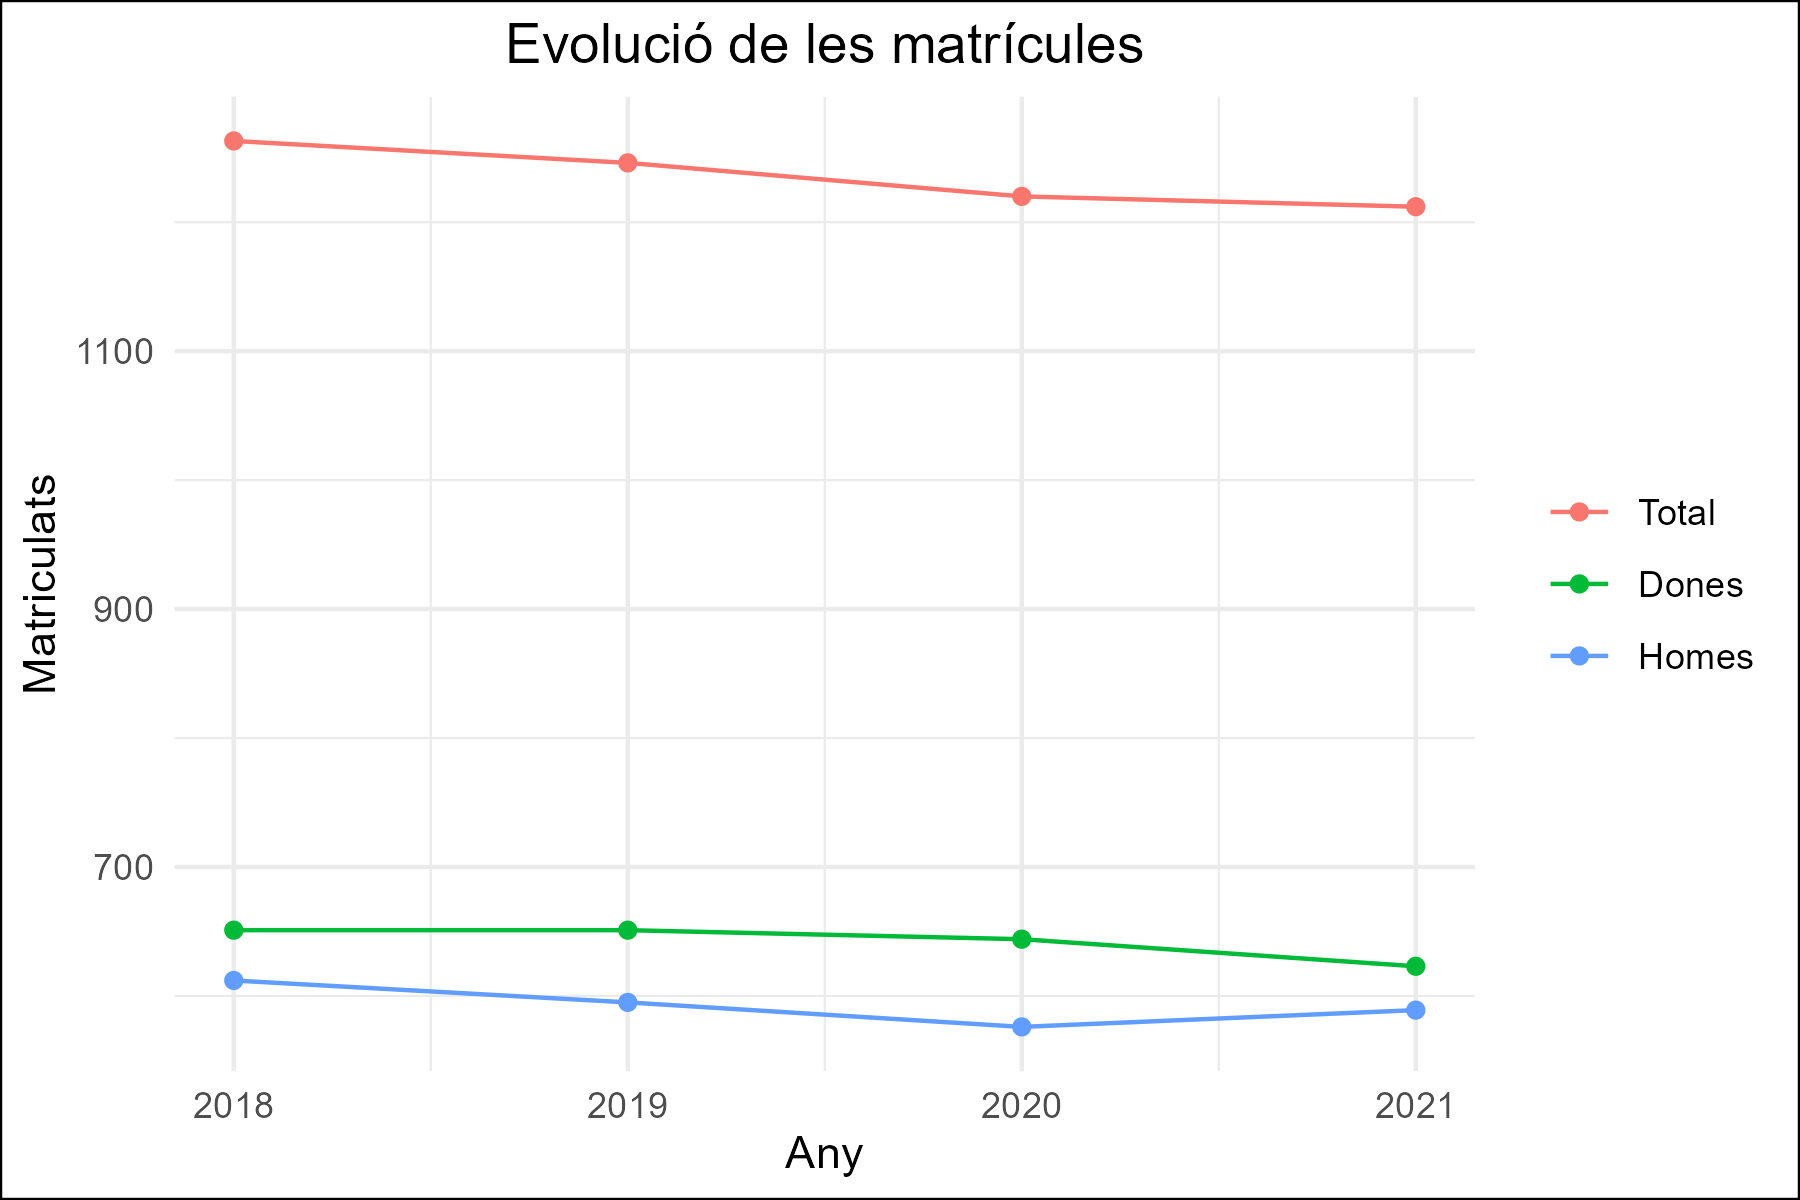 Evolució de les matrícules
Matriculats
1100
900
700
2018
2019
2020
2021
Any
Total
Dones
Homes